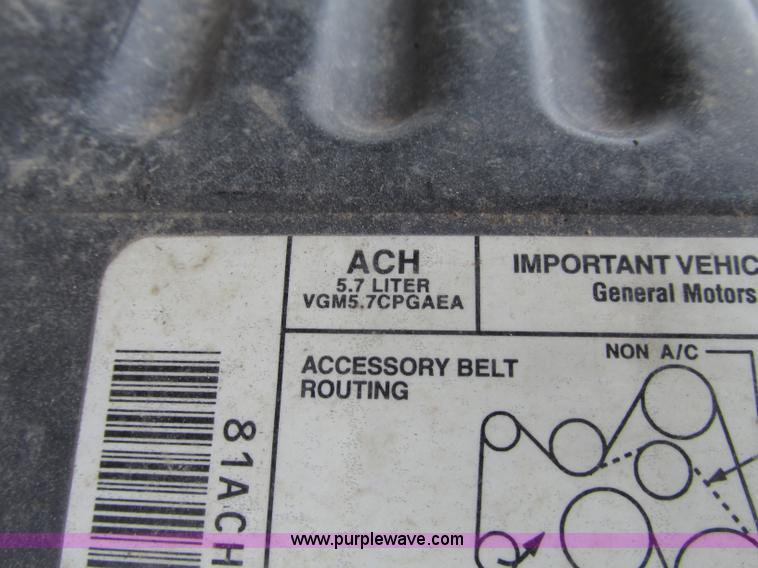 ACH
5.7 LITER
VGM5.7CPGAEA
IMPORTANT VEHIC
General Motors
ACCESSORY BELT
ROUTING
NON A/C
81ACH
www.purplewave.com